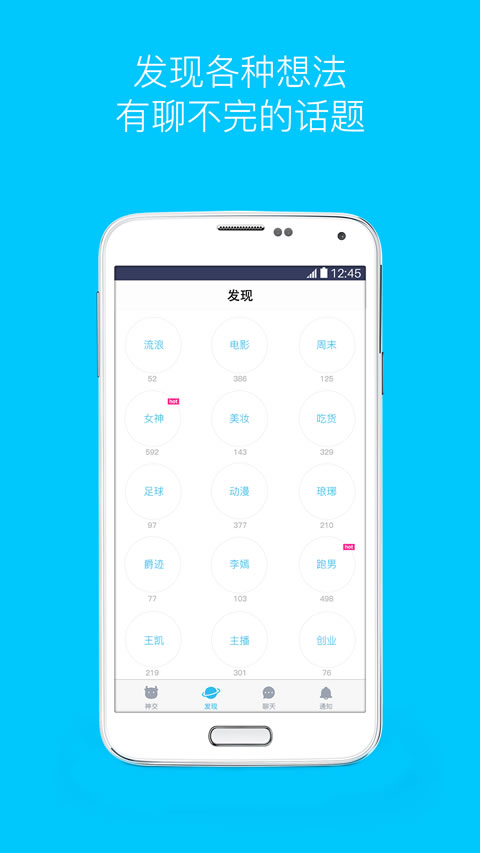 发现各种想法
有聊不完的话题
12:45
发现
流浪 电影 周末
52 386 125
女神 hot 美妆 吃货
592 143 329
足球 动漫 琅琊
97 377 210
爵迹 李嫣 跑男 hot
77 103 498
王凯 主播 创业
219 301 76
神交 发现 聊天 通知